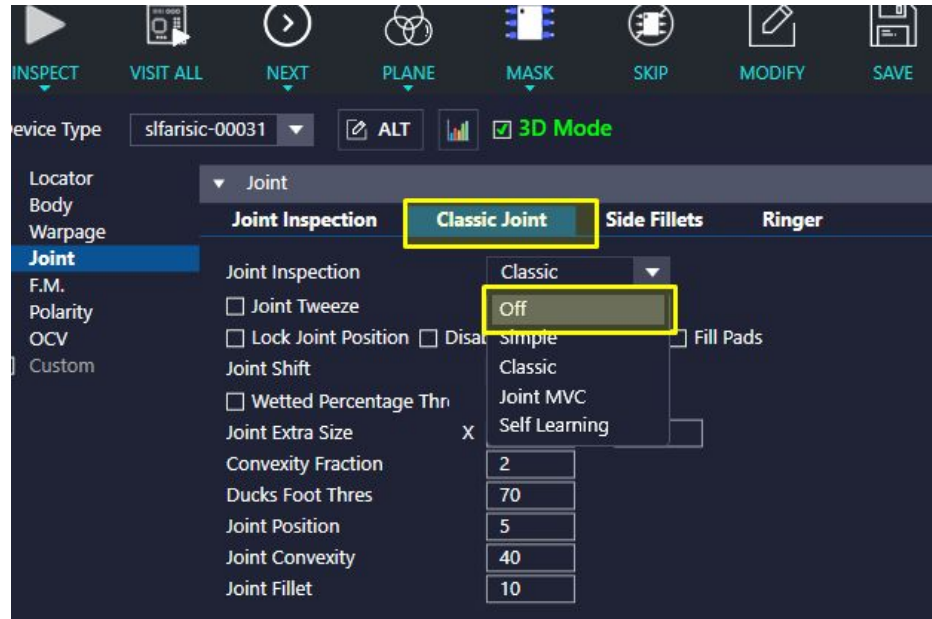 INSPECT VISIT ALL NEXT PLANE MASK SKIP MODIFY SAVE
Device Type slfarisic-00031 ALT 3D Mode
Locator
Body
Warpage
Joint
F.M.
Polarity
OCV
Custom
Joint
Joint Inspection Classic Joint Side Fillets Ringer
Joint Inspection Classic
Joint Tweeze
Off
Lock Joint Position Simple Fill Pads
Joint Shift Classic
Wetted Percentage Joint MVC
Joint Extra Size X Self Learning
Convexity Fraction 2
Ducks Foot Thres 70
Joint Position 5
Joint Convexity 40
Joint Fillet 10